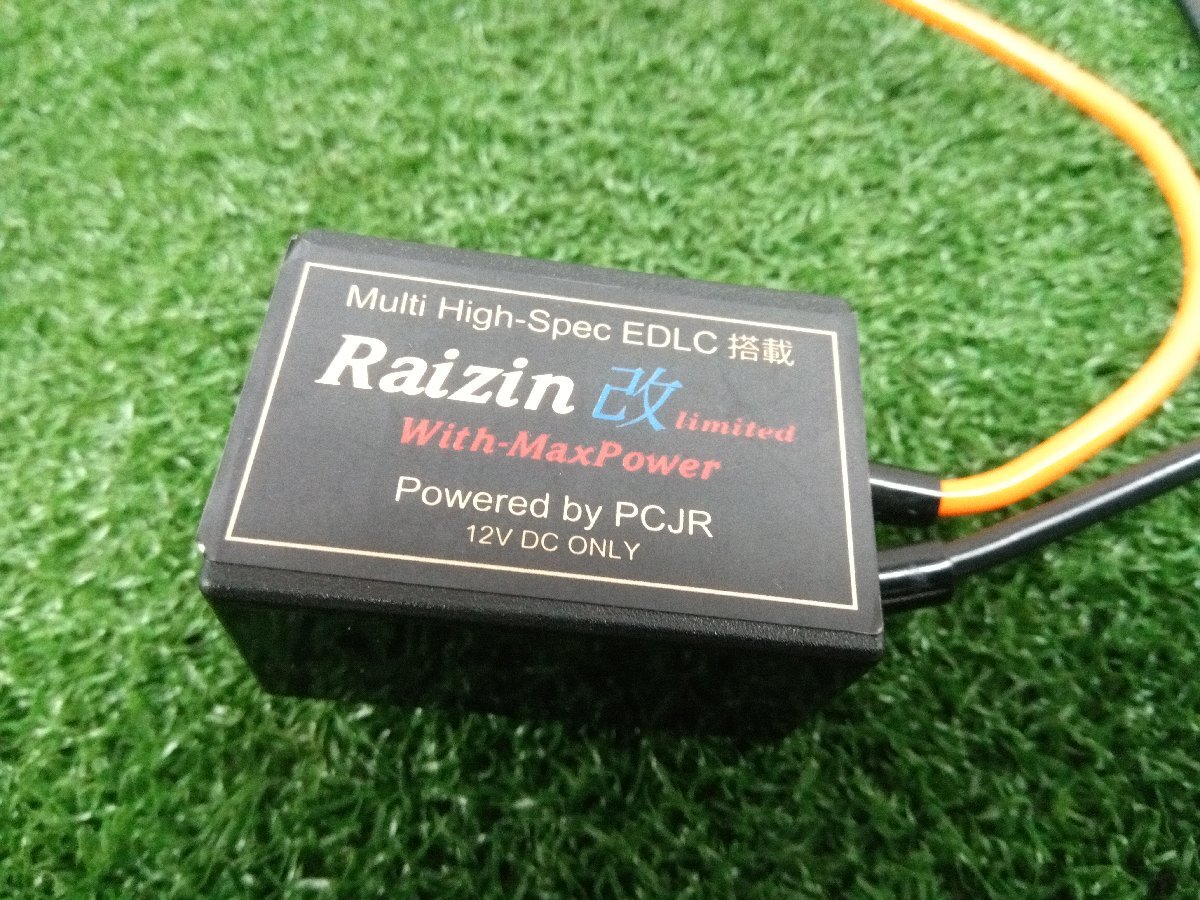 Multi High-Spec EDLC 搭載
Raizin 改 limited
With-MaxPower
Powered by PCJR
12V DC ONLY